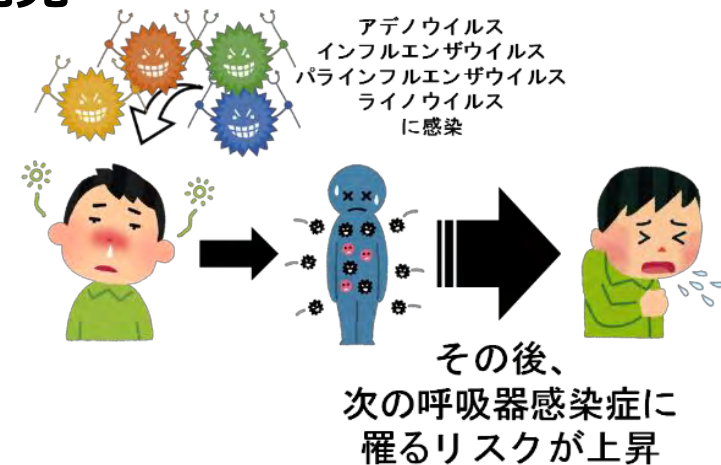 アデノウイルス
インフルエンザウイルス
パラインフルエンザウイルス
ライノウイルス
に感染
その後、
次の呼吸器感染症に
罹るリスクが上昇